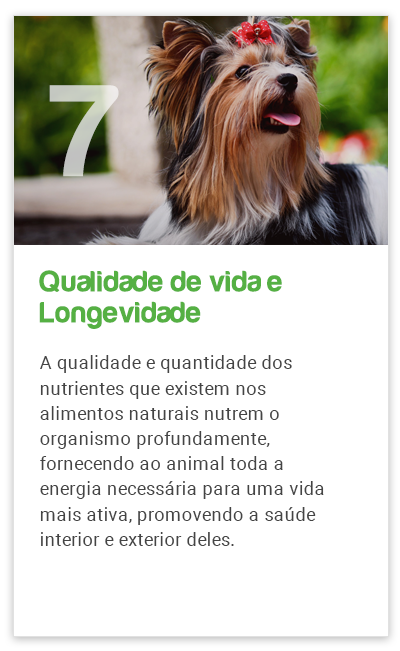 7
Qualidade de vida e
Longevidade
A qualidade e quantidade dos
nutrientes que existem nos
alimentos naturais nutrem o
organismo profundamente,
fornecendo ao animal toda a
energia necessária para uma vida
mais ativa, promovendo a saúde
interior e exterior deles.